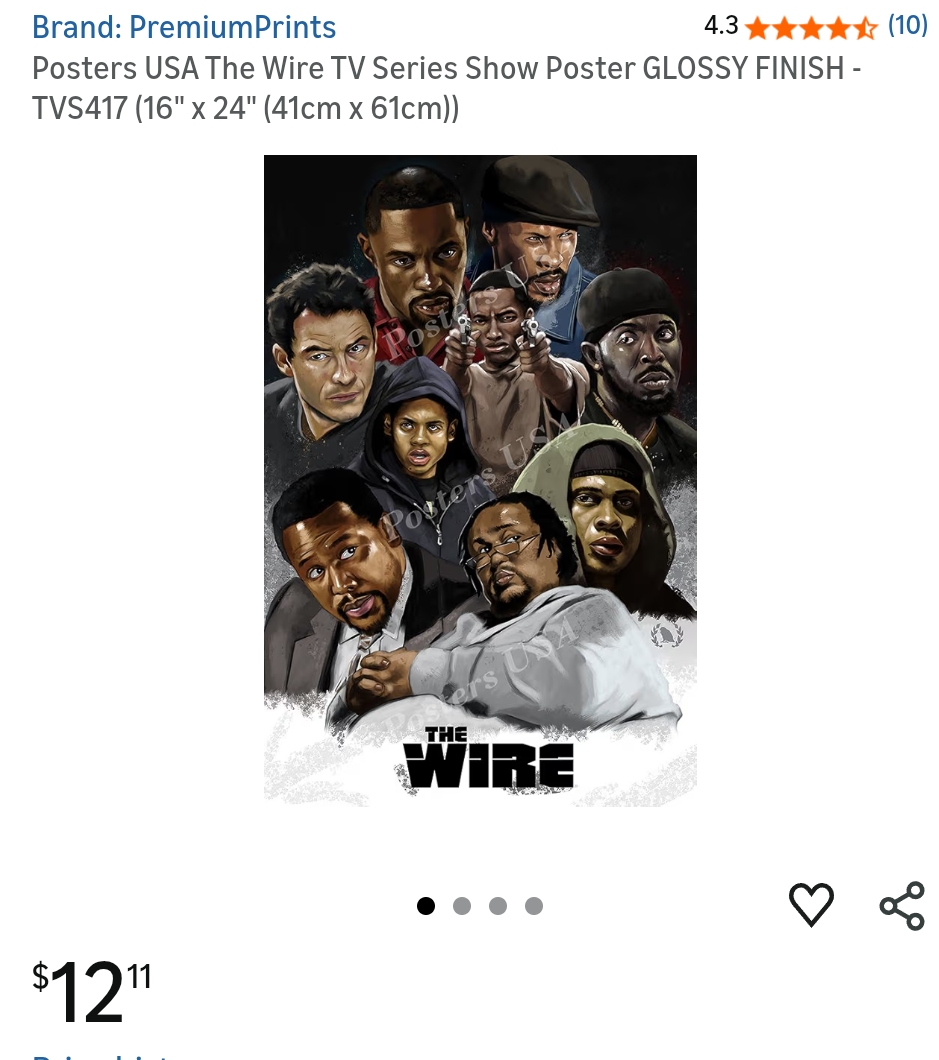 Brand: PremiumPrints
4.3 (10)
Posters USA The Wire TV Series Show Poster GLOSSY FINISH -
TVS417 (16" x 24" (41cm x 61cm))
Posters USA
Posters USA
Posters USA
THE
WIRE
$12 11